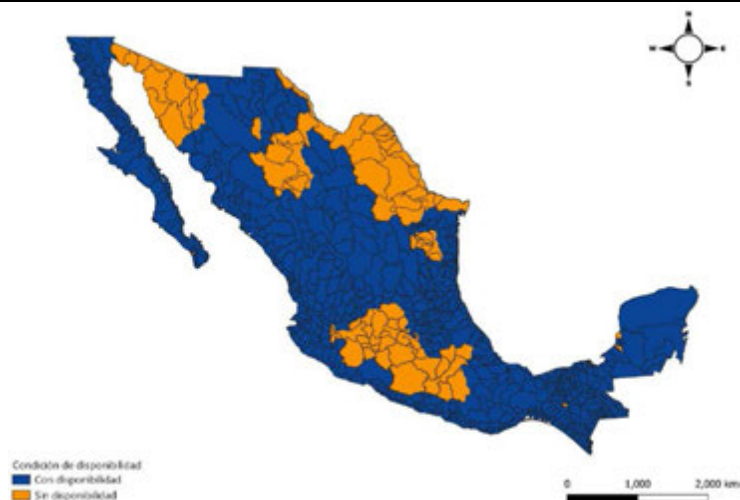 N
W E
S
Condición de disponibilidad
Con disponibilidad
Sin disponibilidad
0 1,000 2,000 km